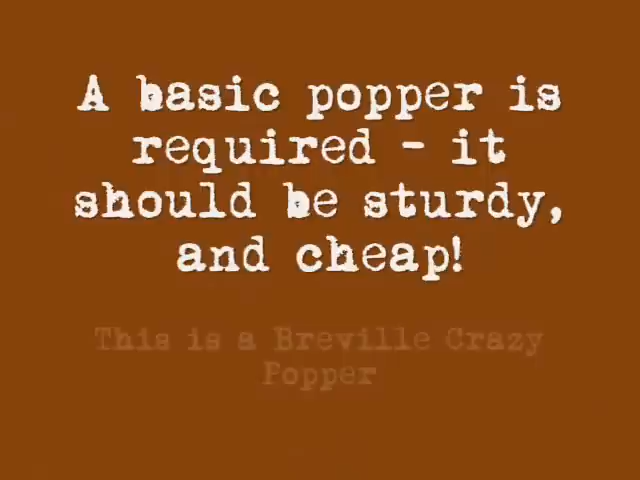 A basic popper is
required - it
should be sturdy,
and cheap!
This is a Breville Crazy
Popper